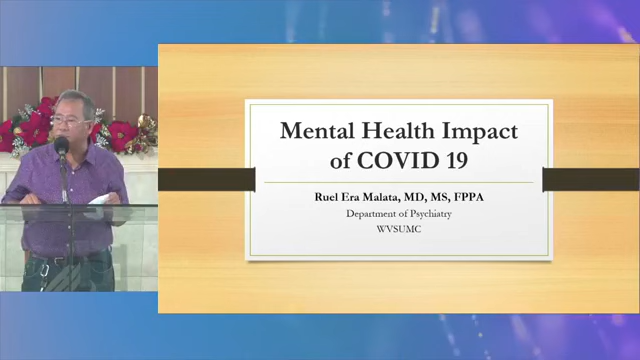 Mental Health Impact
of COVID 19
Ruel Era Malata, MD, MS, FPPA
Department of Psychiatry
WVSUMC